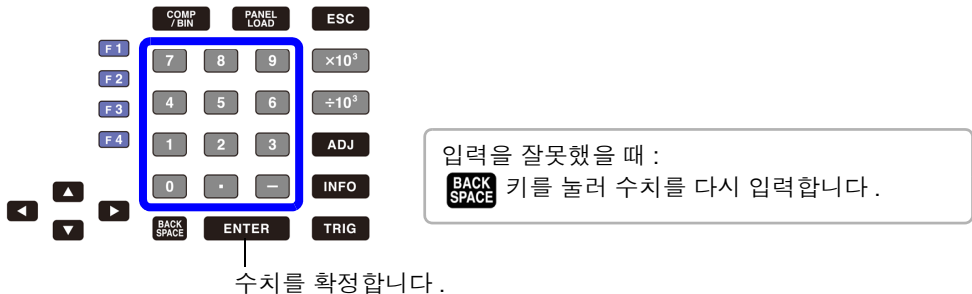 COMP /BIN PANEL LOAD ESC
F 1 7 8 9 ×10³
F 2
F 3 4 5 6 ÷10³
F 4 1 2 3 ADJ
0 . − INFO
BACK SPACE ENTER TRIG
수치를 확정합니다 .
입력을 잘못했을 때 :
BACK SPACE 키를 눌러 수치를 다시 입력합니다 .